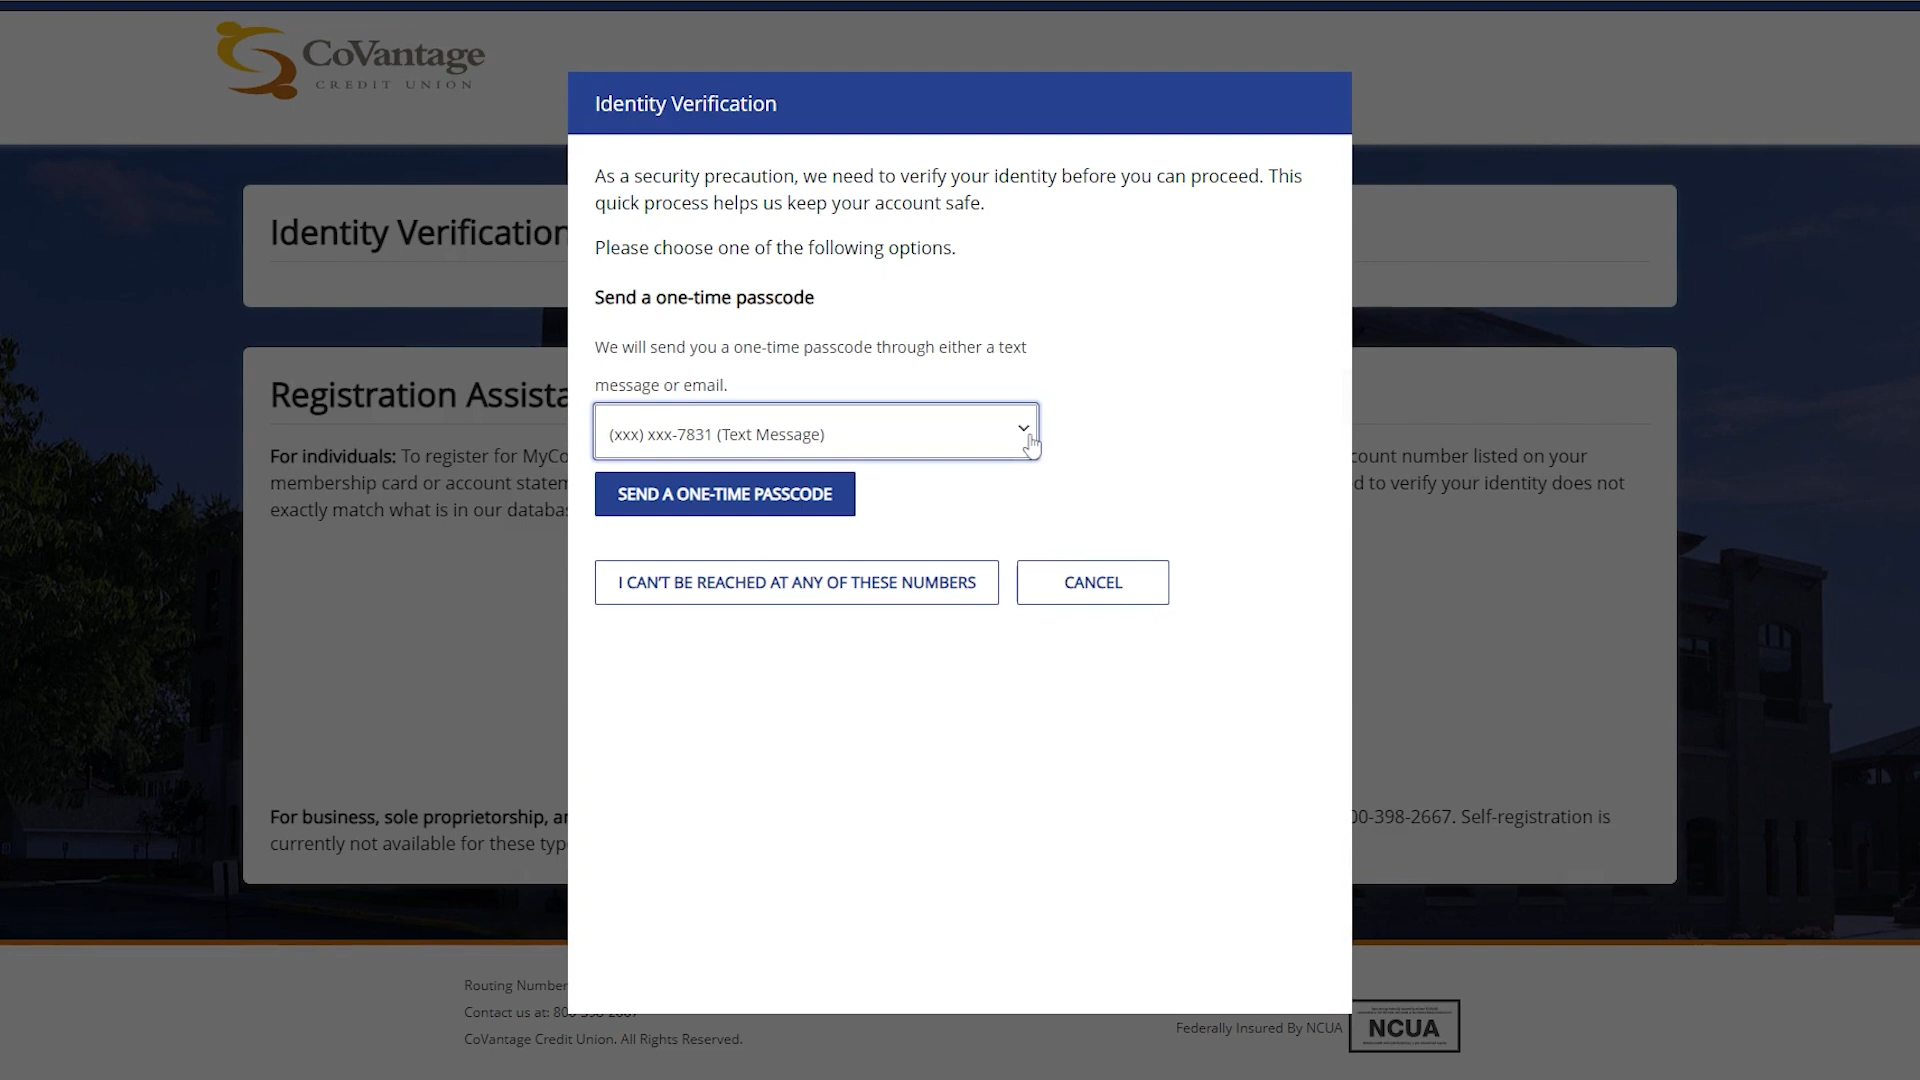 CoVantage
CREDIT UNION
Identity Verification
As a security precaution, we need to verify your identity before you can proceed. This
quick process helps us keep your account safe.
Please choose one of the following options.
Send a one-time passcode
We will send you a one-time passcode through either a text
message or email.
(xxx) xxx-7831 (Text Message)
SEND A ONE-TIME PASSCODE
I CAN'T BE REACHED AT ANY OF THESE NUMBERS
CANCEL
Identity Verification
Registration Assista
For individuals: To register for MyCo
count number listed on your
membership card or account statem
d to verify your identity does not
exactly match what is in our databas
For business, sole proprietorship, an
00-398-2667. Self-registration is
currently not available for these typ
Routing Number
Contact us at: 800-398-2667
CoVantage Credit Union. All Rights Reserved.
Federally Insured By NCUA
NCUA